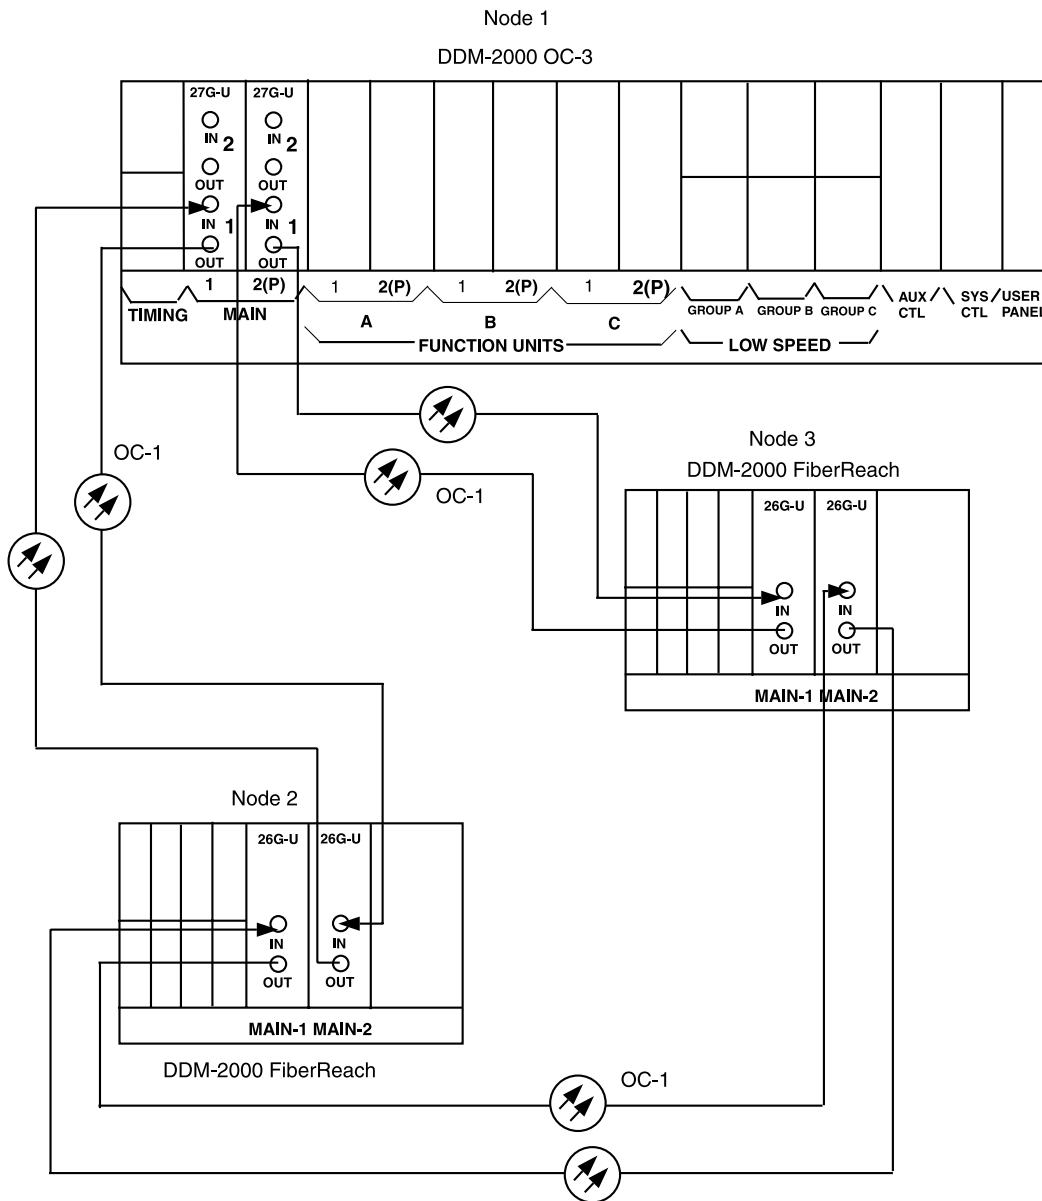 Node 1
DDM-2000 OC-3
27G-U 27G-U
IN 2 IN 2
OUT OUT
IN 1 IN 1
OUT OUT
1 2(P) 1 2(P) 1 2(P) 1 2(P)
TIMING MAIN A B C GROUP A GROUP B GROUP C AUX CTL SYS CTL USER PANEL
FUNCTION UNITS LOW SPEED
OC-1
OC-1
Node 3
DDM-2000 FiberReach
26G-U 26G-U
IN IN
OUT OUT
MAIN-1 MAIN-2
Node 2
26G-U 26G-U
IN IN
OUT OUT
MAIN-1 MAIN-2
DDM-2000 FiberReach
OC-1